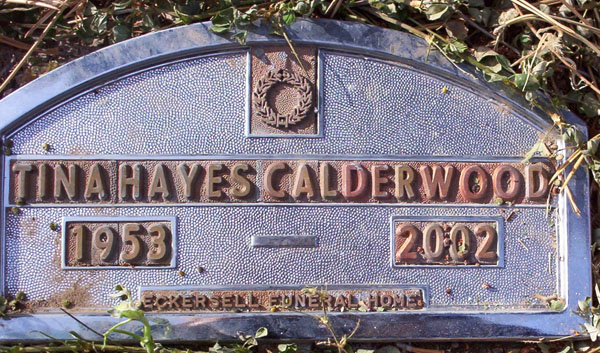 TINA HAYES CALDERWOOD
1953 — 2002
ECKERSELL FUNERAL HOME